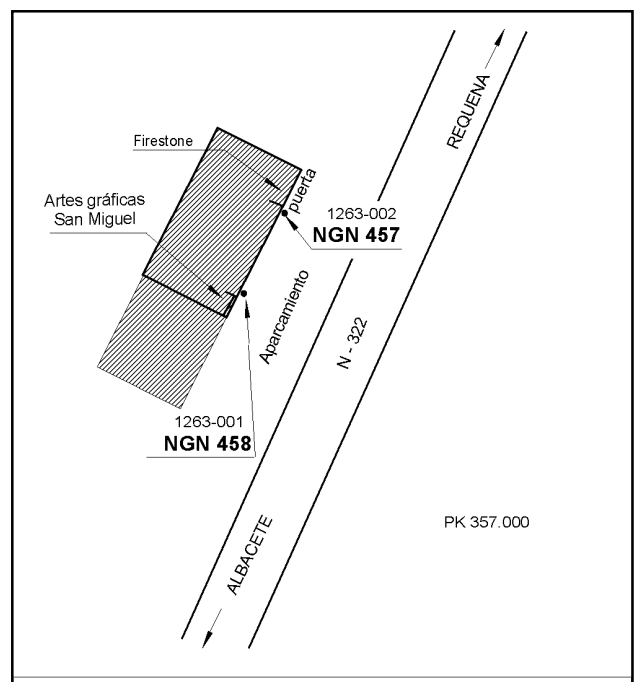 REQUENA
Firestone
puerta
Artes gráficas
San Miguel
1263-002
NGN 457
Aparcamiento
N - 322
1263-001
NGN 458
PK 357.000
ALBACETE